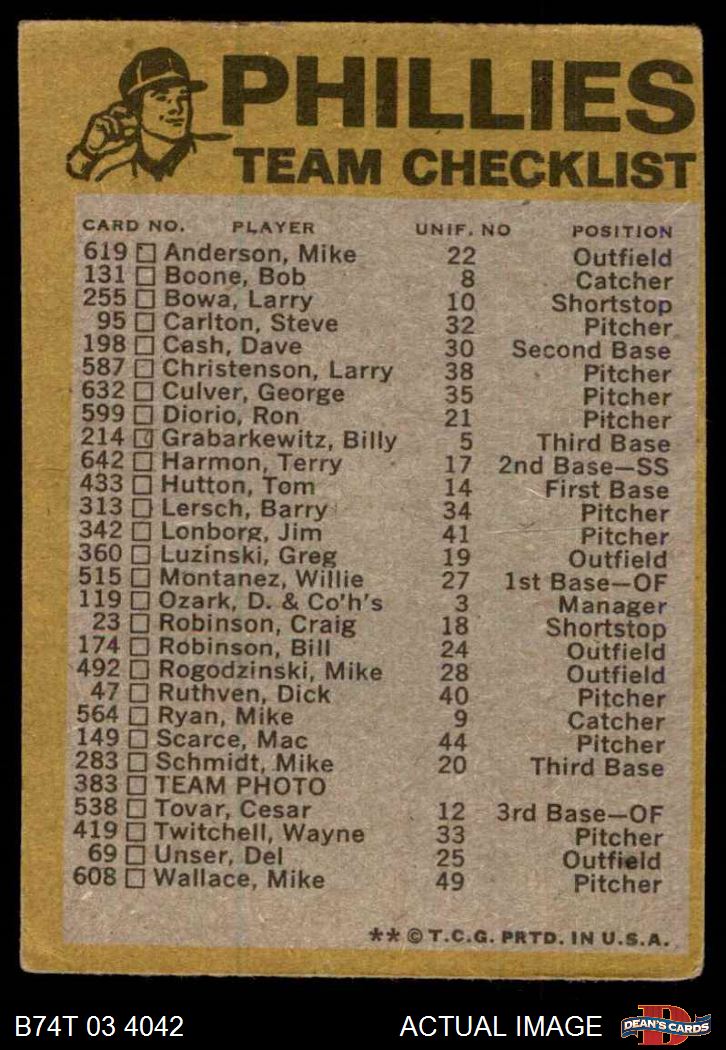 PHILLIES
TEAM CHECKLIST
CARD NO. PLAYER UNIF. NO POSITION
619 Anderson, Mike 22 Outfield
131 Boone, Bob 8 Catcher
255 Bowa, Larry 10 Shortstop
95 Carlton, Steve 32 Pitcher
198 Cash, Dave 30 Second Base
587 Christenson, Larry 38 Pitcher
632 Culver, George 35 Pitcher
599 Diorio, Ron 21 Pitcher
214 Grabarkewitz, Billy 5 Third Base
642 Harmon, Terry 17 2nd Base—SS
433 Hutton, Tom 14 First Base
313 Lersch, Barry 34 Pitcher
342 Lonborg, Jim 41 Pitcher
360 Luzinski, Greg 19 Outfield
515 Montanez, Willie 27 1st Base—OF
119 Ozark, D. & Co'h's 3 Manager
23 Robinson, Craig 18 Shortstop
174 Robinson, Bill 24 Outfield
492 Rogodzinski, Mike 28 Outfield
47 Ruthven, Dick 40 Pitcher
564 Ryan, Mike 9 Catcher
149 Scarce, Mac 44 Pitcher
283 Schmidt, Mike 20 Third Base
383 TEAM PHOTO
538 Tovar, Cesar 12 3rd Base—OF
419 Twitchell, Wayne 33 Pitcher
69 Unser, Del 25 Outfield
608 Wallace, Mike 49 Pitcher
** © T.C.G. PRTD. IN U.S.A.
B74T 03 4042 ACTUAL IMAGE D DEAN'S CARDS